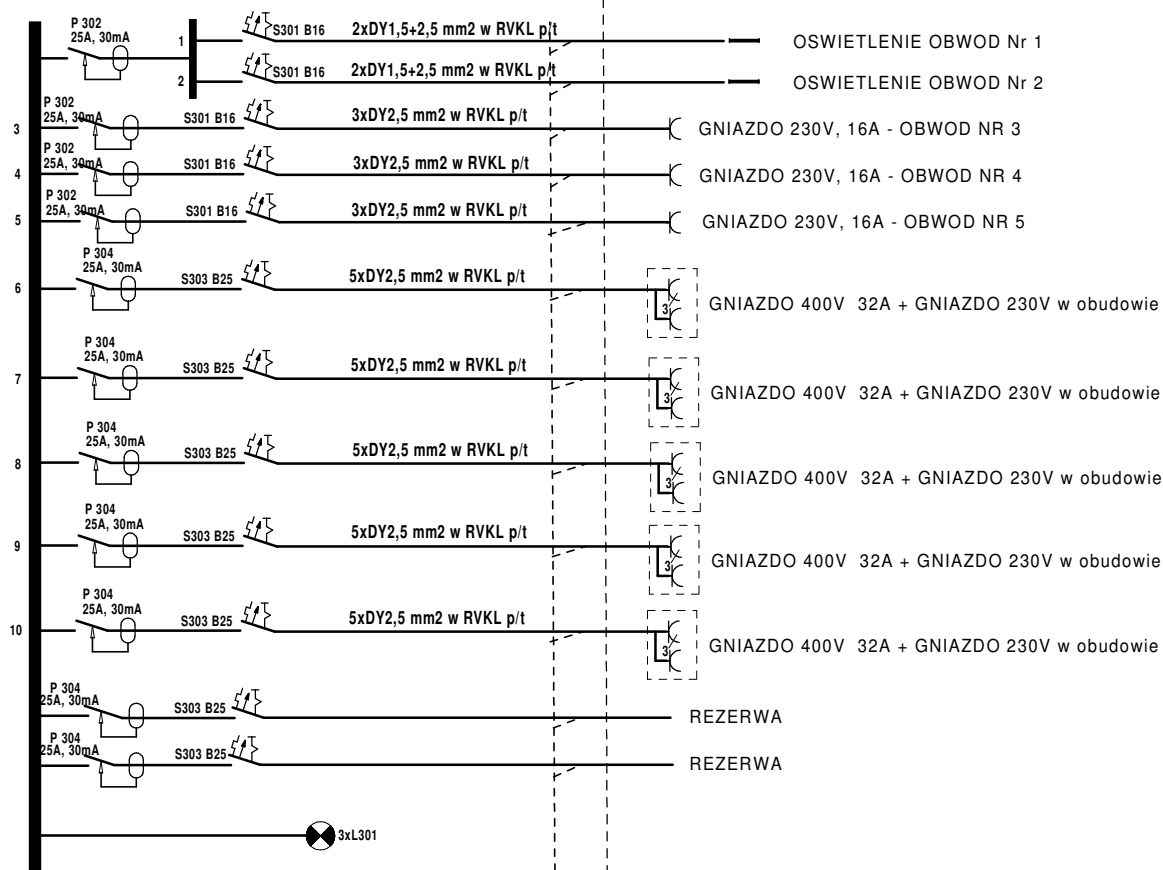 P 302
25A, 30mA
1
S301 B16
2xDY1,5+2,5 mm2 w RVKL p/t
OSWIETLENIE OBWOD Nr 1
2
S301 B16
2xDY1,5+2,5 mm2 w RVKL p/t
OSWIETLENIE OBWOD Nr 2
P 302
25A, 30mA
3
S301 B16
3xDY2,5 mm2 w RVKL p/t
GNIAZDO 230V, 16A - OBWOD NR 3
P 302
25A, 30mA
4
S301 B16
3xDY2,5 mm2 w RVKL p/t
GNIAZDO 230V, 16A - OBWOD NR 4
P 302
25A, 30mA
5
S301 B16
3xDY2,5 mm2 w RVKL p/t
GNIAZDO 230V, 16A - OBWOD NR 5
P 304
25A, 30mA
6
S303 B25
5xDY2,5 mm2 w RVKL p/t
3
GNIAZDO 400V 32A + GNIAZDO 230V w obudowie
P 304
25A, 30mA
7
S303 B25
5xDY2,5 mm2 w RVKL p/t
3
GNIAZDO 400V 32A + GNIAZDO 230V w obudowie
P 304
25A, 30mA
8
S303 B25
5xDY2,5 mm2 w RVKL p/t
3
GNIAZDO 400V 32A + GNIAZDO 230V w obudowie
P 304
25A, 30mA
9
S303 B25
5xDY2,5 mm2 w RVKL p/t
3
GNIAZDO 400V 32A + GNIAZDO 230V w obudowie
P 304
25A, 30mA
10
S303 B25
5xDY2,5 mm2 w RVKL p/t
3
GNIAZDO 400V 32A + GNIAZDO 230V w obudowie
P 304
25A, 30mA
S303 B25
REZERWA
P 304
25A, 30mA
S303 B25
REZERWA
3xL301